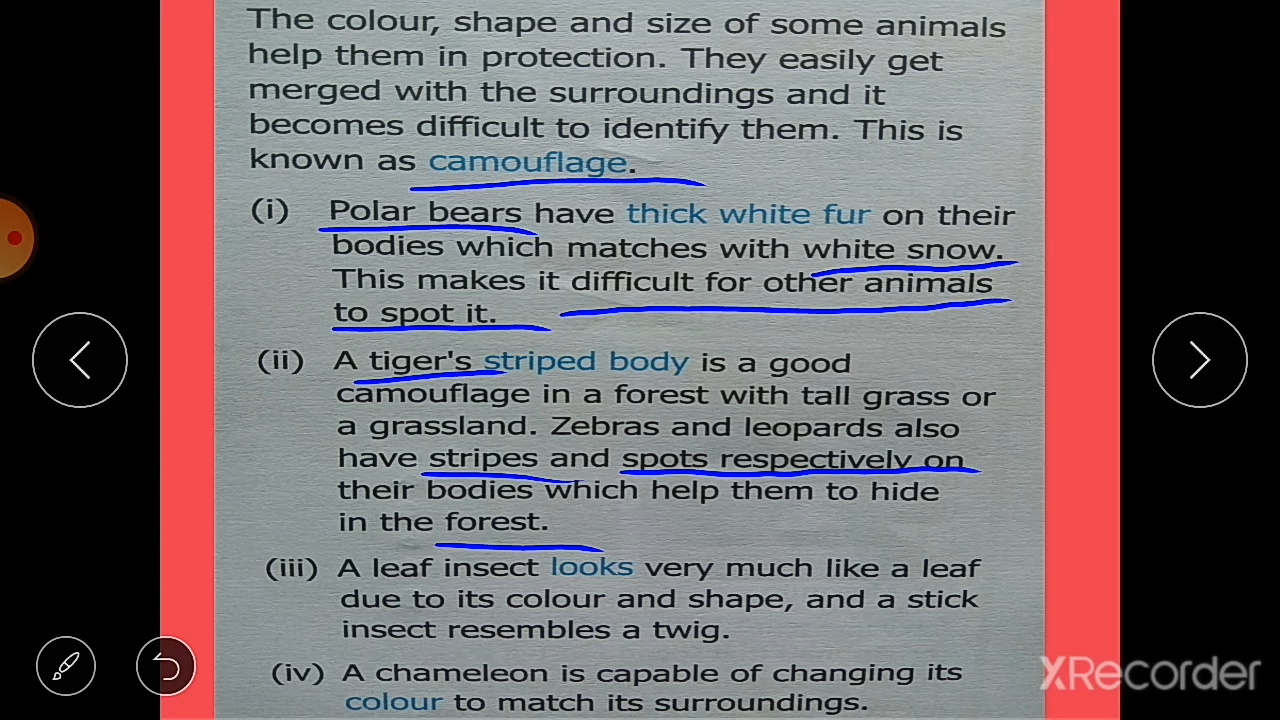 The colour, shape and size of some animals
help them in protection. They easily get
merged with the surroundings and it
becomes difficult to identify them. This is
known as camouflage.
(i) Polar bears have thick white fur on their
bodies which matches with white snow.
This makes it difficult for other animals
to spot it.
(ii) A tiger's striped body is a good
camouflage in a forest with tall grass or
a grassland. Zebras and leopards also
have stripes and spots respectively on
their bodies which help them to hide
in the forest.
(iii) A leaf insect looks very much like a leaf
due to its colour and shape, and a stick
insect resembles a twig.
(iv) A chameleon is capable of changing its
colour to match its surroundings.
XRecorder